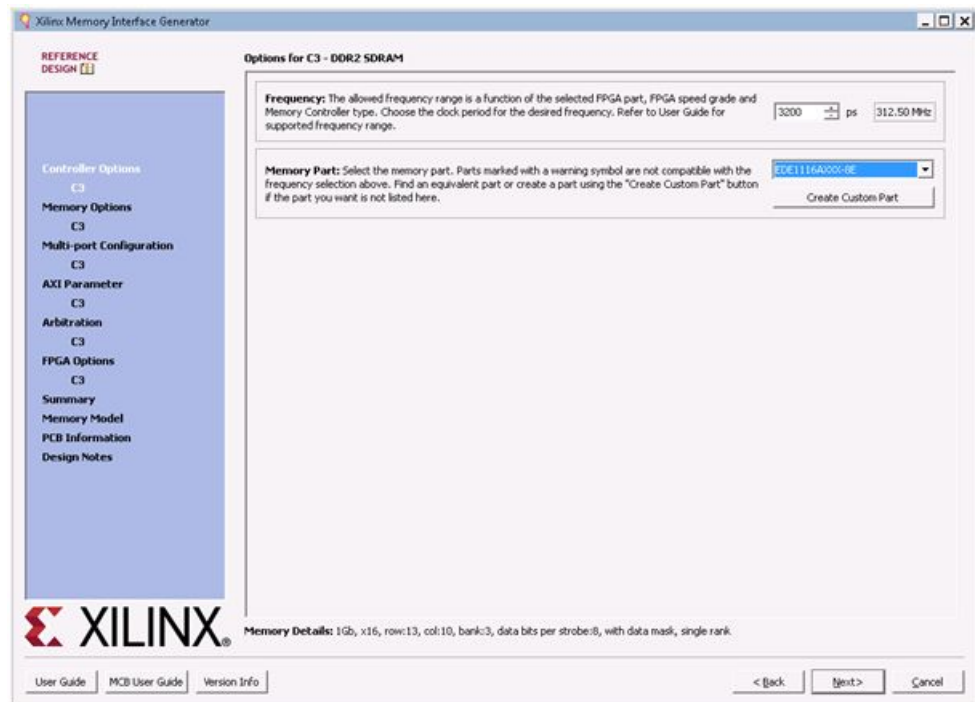 Xilinx Memory Interface Generator
REFERENCE
DESIGN
Controller Options
C3
Memory Options
C3
Multi-port Configuration
C3
AXI Parameter
C3
Arbitration
C3
FPGA Options
C3
Summary
Memory Model
PCB Information
Design Notes
XILINX®
Options for C3 - DDR2 SDRAM
Frequency: The allowed frequency range is a function of the selected FPGA part, FPGA speed grade and
Memory Controller type. Choose the clock period for the desired frequency. Refer to User Guide for
supported frequency range.
3200 ps 312.50 MHz
Memory Part: Select the memory part. Parts marked with a warning symbol are not compatible with the
frequency selection above. Find an equivalent part or create a part using the "Create Custom Part" button
if the part you want is not listed here.
EDE1116AXXX-8E
Create Custom Part
Memory Details: 1Gb, x16, row:13, col:10, bank:3, data bits per strobe:8, with data mask, single rank
User Guide MCB User Guide Version Info < Back Next > Cancel